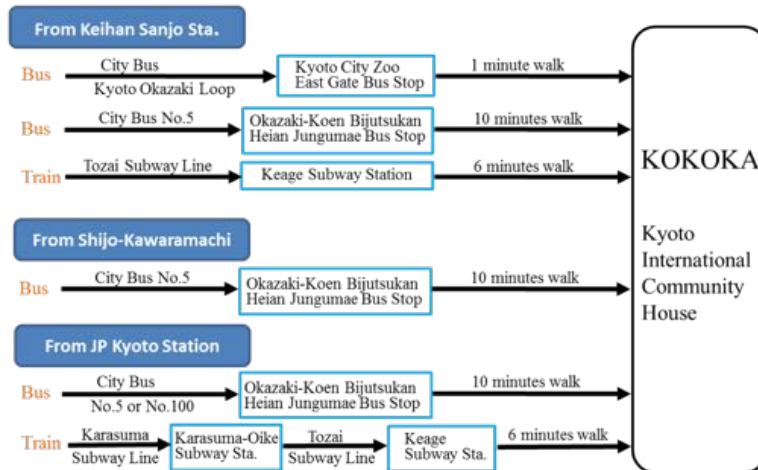 From Keihan Sanjo Sta.
Bus
City Bus
Kyoto Okazaki Loop
Kyoto City Zoo
East Gate Bus Stop
1 minute walk
Bus
City Bus No.5
Okazaki-Koen Bijutsukan
Heian Jungumae Bus Stop
10 minutes walk
Train
Tozai Subway Line
Keage Subway Station
6 minutes walk
From Shijo-Kawaramachi
Bus
City Bus No.5
Okazaki-Koen Bijutsukan
Heian Jungumae Bus Stop
10 minutes walk
From JP Kyoto Station
Bus
City Bus
No.5 or No.100
Okazaki-Koen Bijutsukan
Heian Jungumae Bus Stop
10 minutes walk
Train
Karasuma
Subway Line
Karasuma-Oike
Subway Sta.
Tozai
Subway Line
Keage
Subway Sta.
6 minutes walk
KOKOKA
Kyoto
International
Community
House